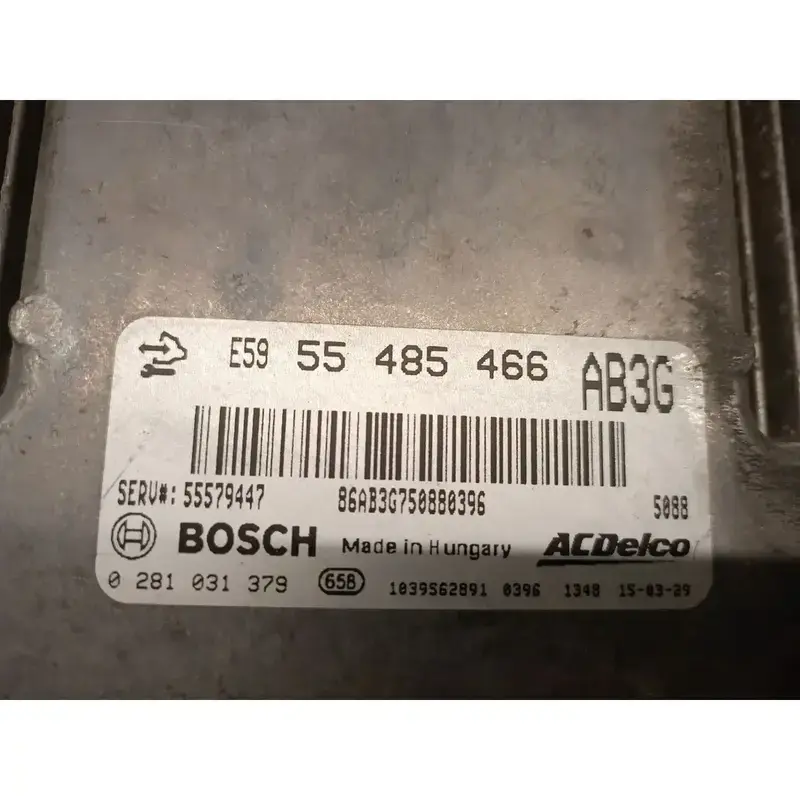 E59 55 485 466 AB3G
SERV#: 55579447 86AB3G750880396 5088
BOSCH Made in Hungary ACDelco
0 281 031 379 65B 1039S62891 0396 1348 15-03-29